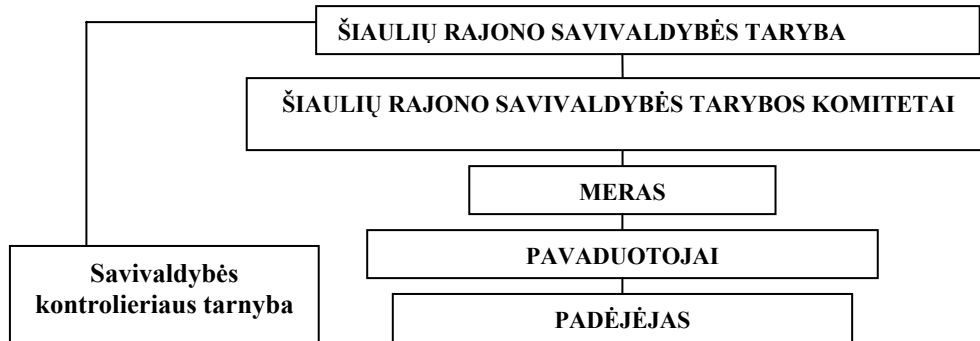 ŠIAULIŲ RAJONO SAVIVALDYBĖS TARYBA
ŠIAULIŲ RAJONO SAVIVALDYBĖS TARYBOS KOMITETAI
MERAS
PAVADUOTOJAI
Savivaldybės
kontrolieriaus tarnyba
PADĖJĖJAS